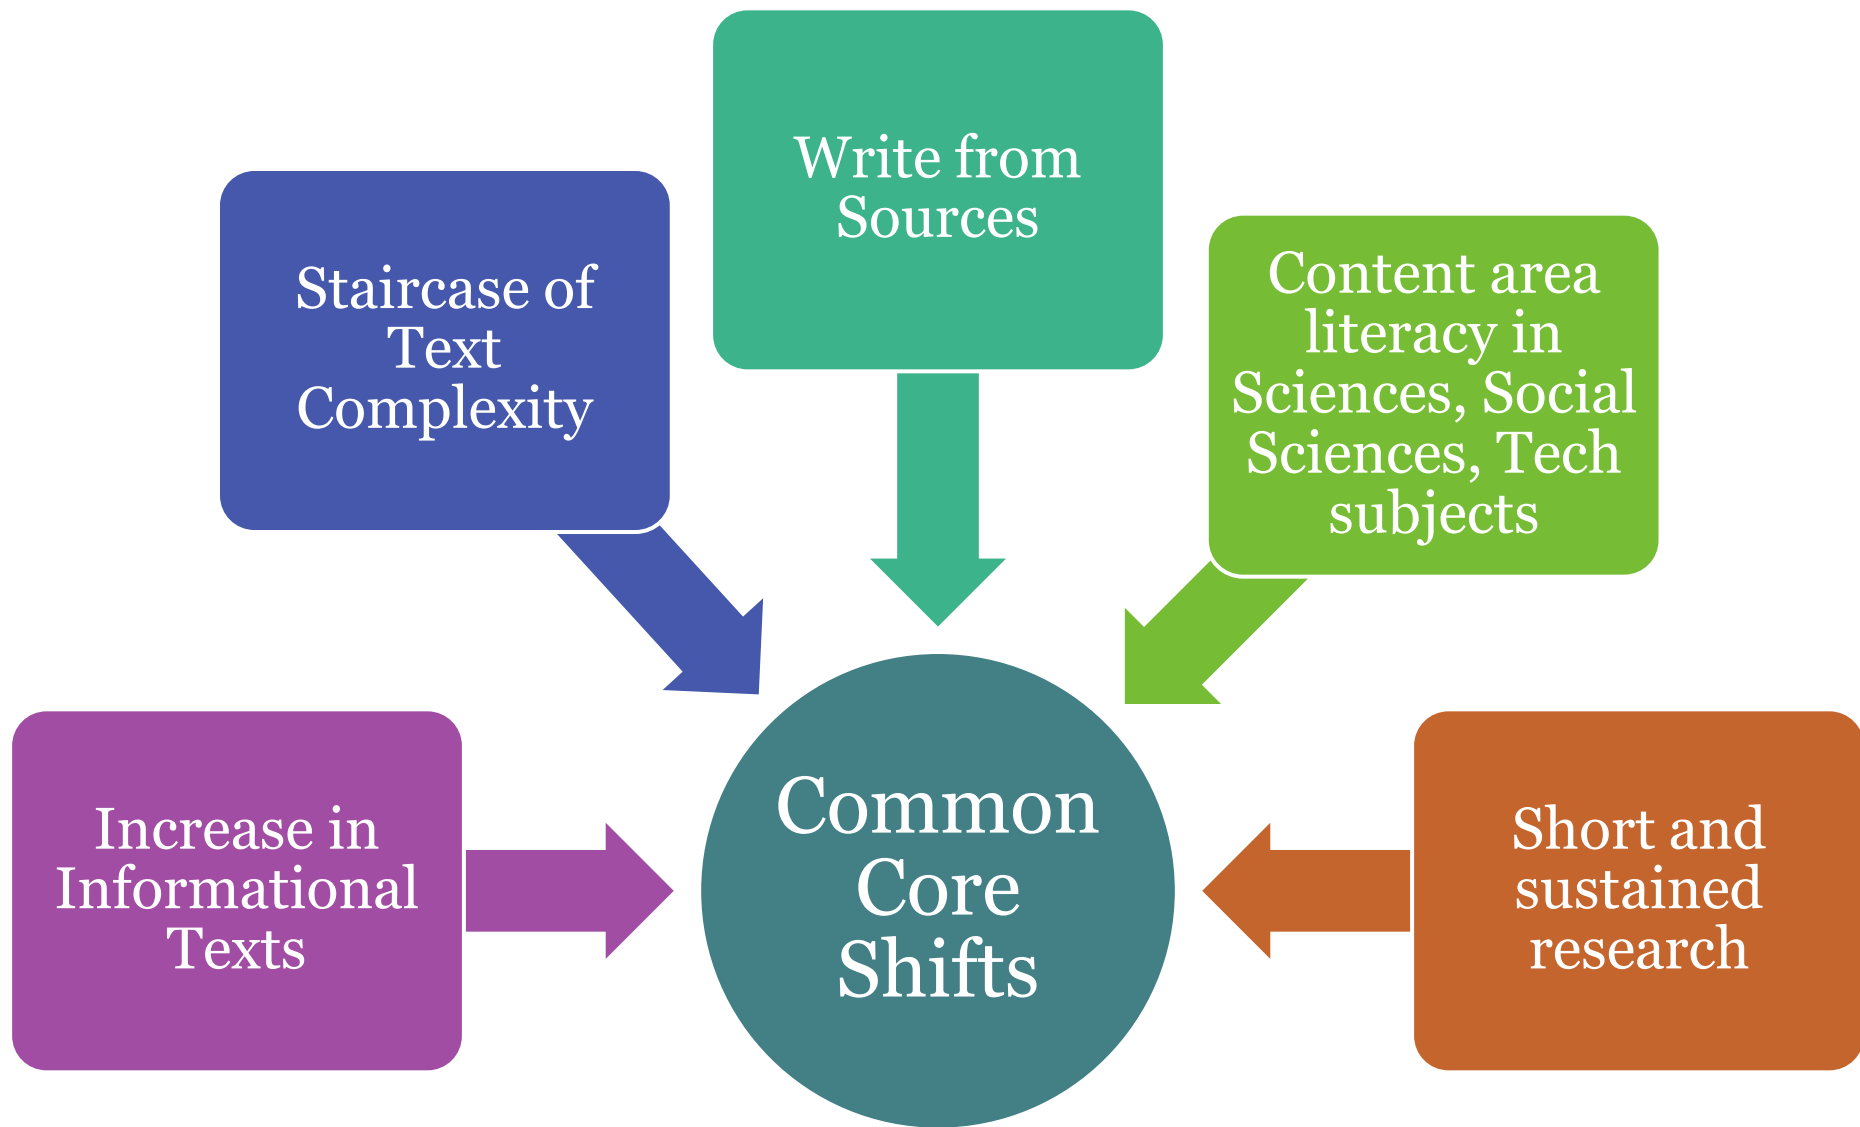 Write from
Sources
Staircase of
Text
Complexity
Content area
literacy in
Sciences, Social
Sciences, Tech
subjects
Increase in
Informational
Texts
Common
Core
Shifts
Short and
sustained
research